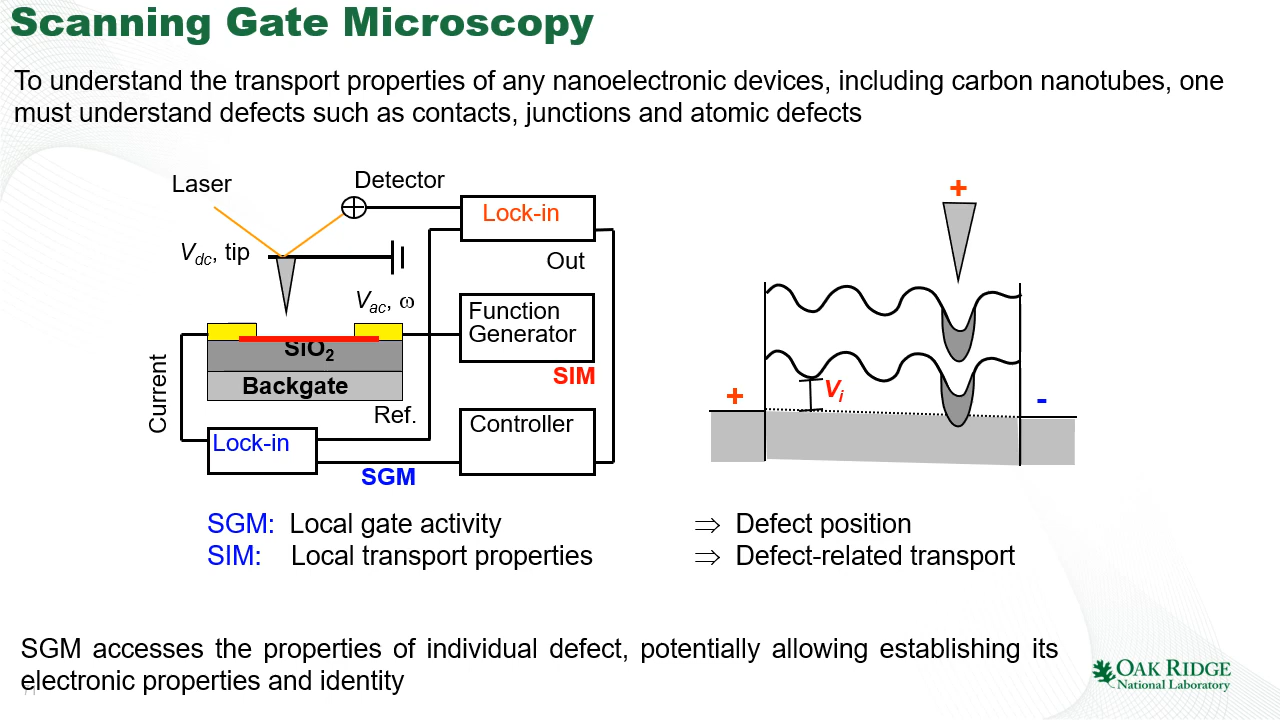 Scanning Gate Microscopy
To understand the transport properties of any nanoelectronic devices, including carbon nanotubes, one
must understand defects such as contacts, junctions and atomic defects
Laser
Detector
Lock-in
Vdc, tip
Out
Vac, ω
Function
Generator
SiO2
SIM
Backgate
Current
Ref.
Controller
Lock-in
SGM
+
+
Vi
-
SGM: Local gate activity ⇒ Defect position
SIM: Local transport properties ⇒ Defect-related transport
SGM accesses the properties of individual defect, potentially allowing establishing its
electronic properties and identity
OAK RIDGE
National Laboratory